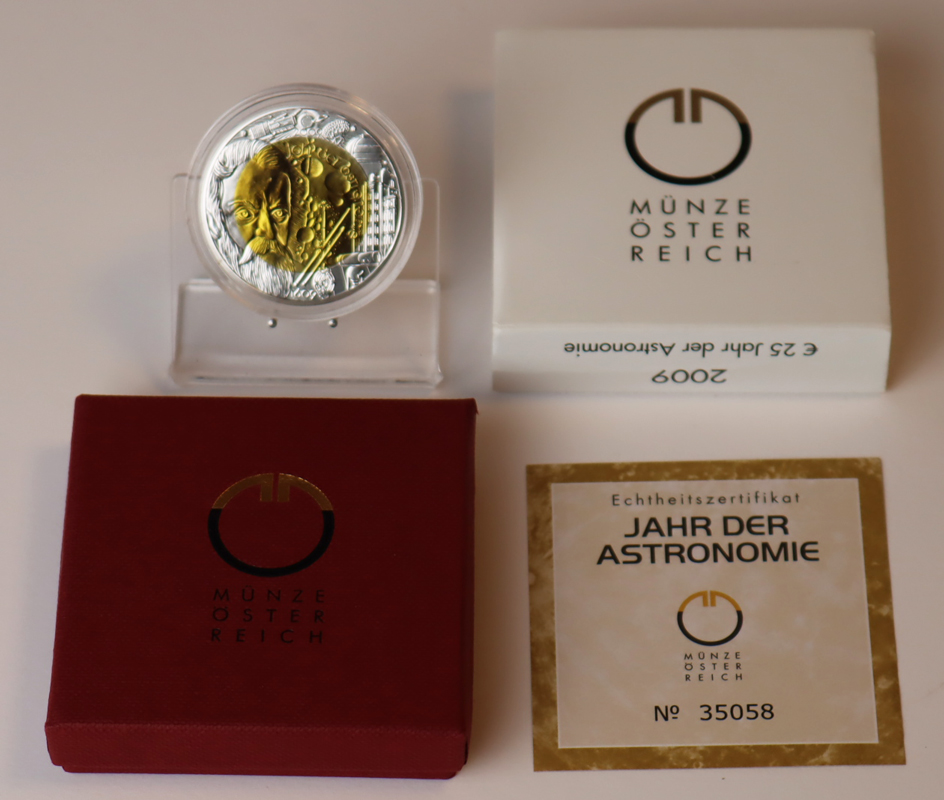 MÜNZE
ÖSTER
REICH
€ 25 Jahr der Astronomie
2009
MÜNZE
ÖSTER
REICH
Echtheitszertifikat
JAHR DER
ASTRONOMIE
MÜNZE
ÖSTER
REICH
Nº 35058